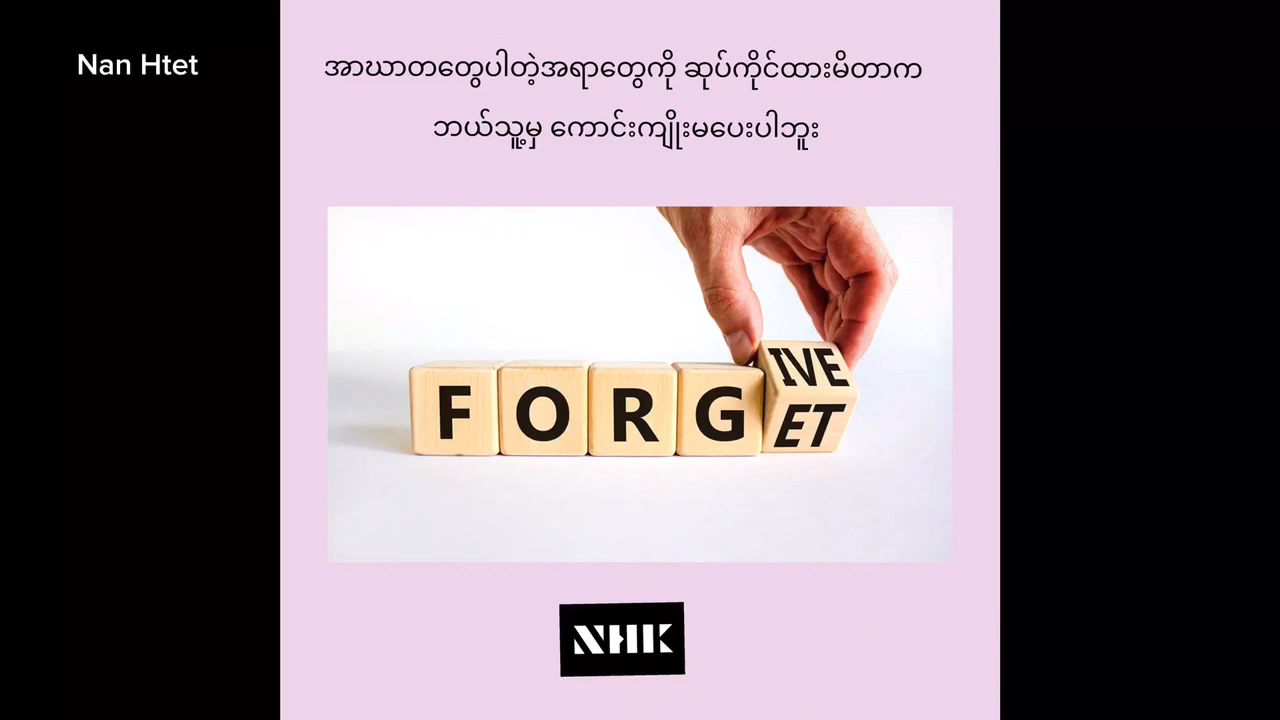 Nan Htet
အာဃာတတွေပါတဲ့အရာတွေကို ဆုပ်ကိုင်ထားမိတာက
ဘယ်သူ့မှ ကောင်းကျိုးမပေးပါဘူး
IVE
FORG ET
NHK